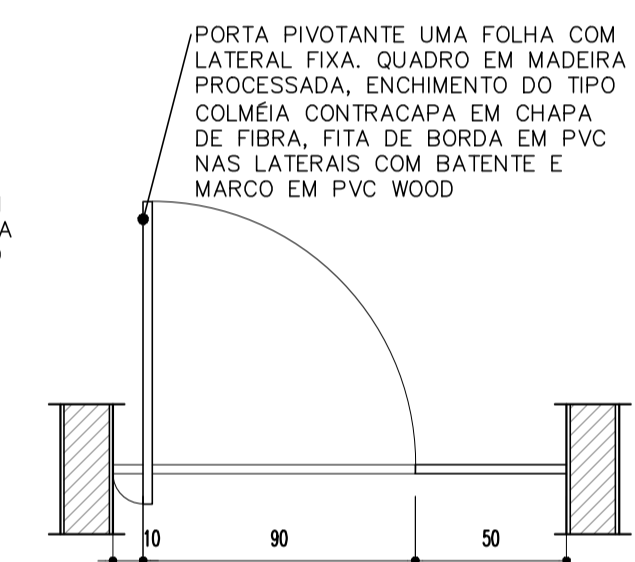 PORTA PIVOTANTE UMA FOLHA COM
LATERAL FIXA. QUADRO EM MADEIRA
PROCESSADA, ENCHIMENTO DO TIPO
COLMÉIA CONTRACAPA EM CHAPA
DE FIBRA, FITA DE BORDA EM PVC
NAS LATERAIS COM BATENTE E
MARCO EM PVC WOOD
10 90 50